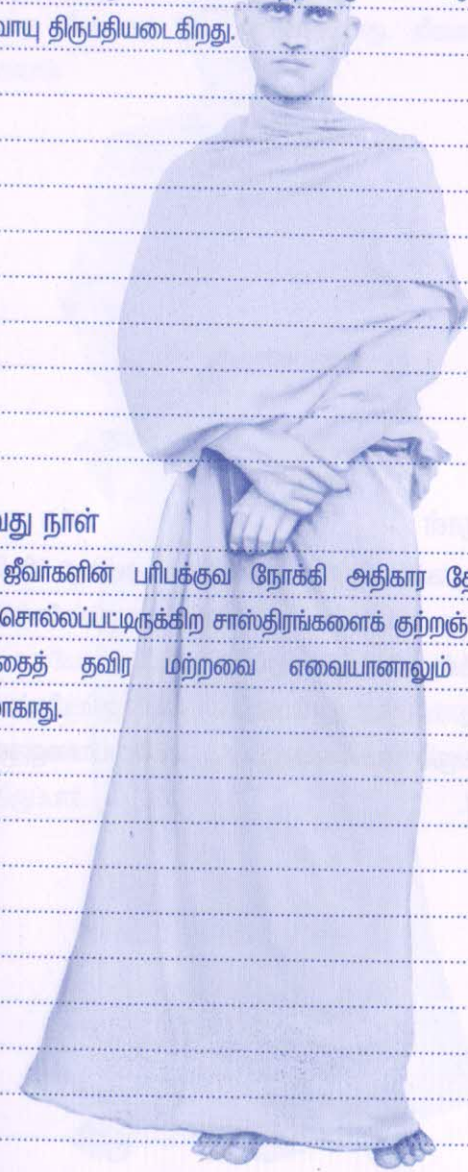 வாயு திருப்தியடைகிறது.
வது நாள்
ஜீவர்களின் பரிபக்குவ நோக்கி அதிகார
சொல்லப்பட்டிருக்கிற சாஸ்திரங்களைக் குற்றஞ்
தைத் தவிர மற்றவை எவையானாலும்
மாகாது.